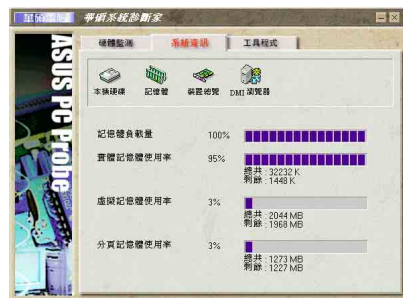 華碩系統診斷家
硬體監測 系統資訊 工具程式
本機硬碟 記憶體 裝置總覽 DMI 瀏覽器
ASUS PC Probe
記憶體負載量 100%
實體記憶體使用率 95%
總共 : 32232 K
剩餘 : 1448 K
虛擬記憶體使用率 3%
總共 : 2044 MB
剩餘 : 1968 MB
分頁記憶體使用率 3%
總共 : 1273 MB
剩餘 : 1227 MB